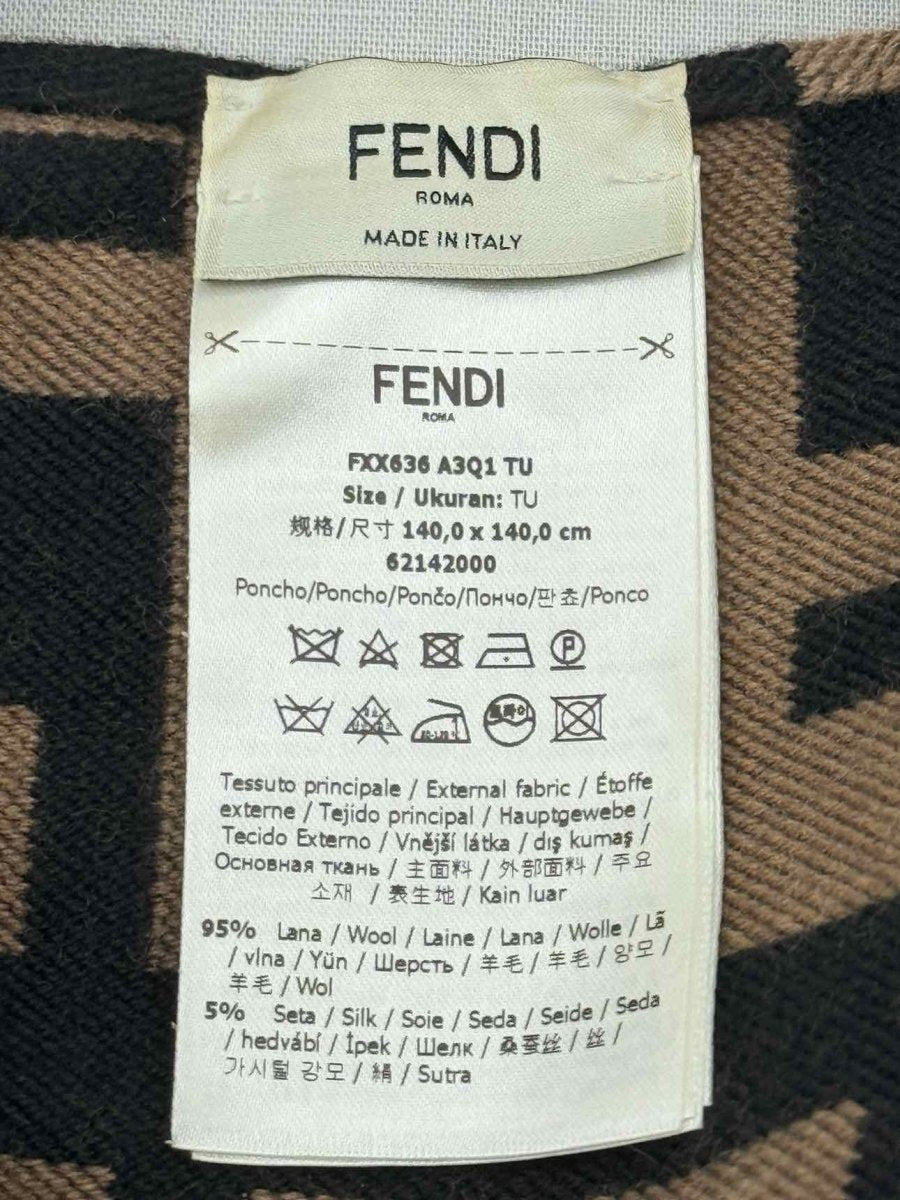 FENDI
ROMA
MADE IN ITALY
FENDI
ROMA
FXX636 A3Q1 TU
Size / Ukuran: TU
规格/尺寸 140,0 x 140,0 cm
62142000
Poncho/Poncho/Pončo/Пончо/판초/Ponco
P
Tessuto principale / External fabric / Étoffe
externe / Tejido principal / Hauptgewebe /
Tecido Externo / Vnější látka / dış kumaş /
Основная ткань / 主面料 / 外部面料 / 주요
소재 / 表生地 / Kain luar
95% Lana / Wool / Laine / Lana / Wolle / Lã
/ vlna / Yün / Шерсть / 羊毛 / 羊毛 / 양모 /
羊毛 / Wol
5% Seta / Silk / Soie / Seda / Seide / Seda
/ hedvábí / İpek / Шелк / 桑蚕丝 / 丝 /
가시털 강모 / 絹 / Sutra